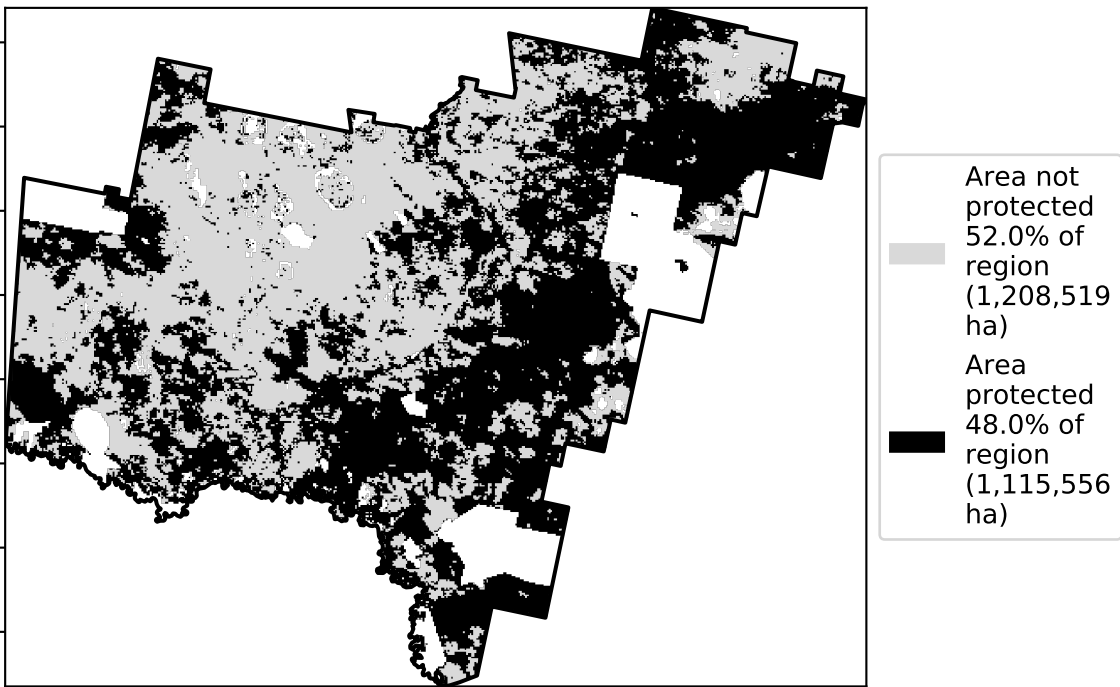 Area not
protected
52.0% of
region
(1,208,519
ha)
Area
protected
48.0% of
region
(1,115,556
ha)